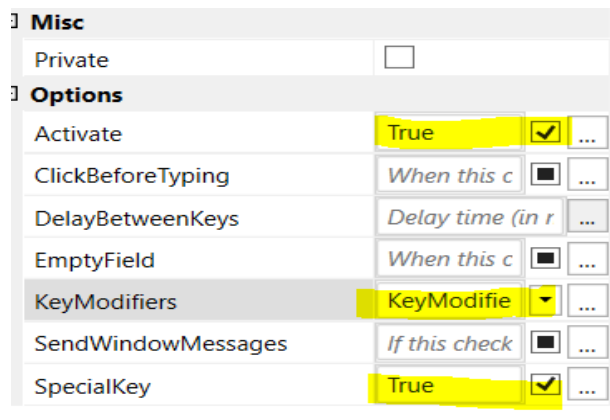 Misc
Private
Options
Activate True ...
ClickBeforeTyping When this c ...
DelayBetweenKeys Delay time (in r ...
EmptyField When this c ...
KeyModifiers KeyModifie ...
SendWindowMessages If this check ...
SpecialKey True ...